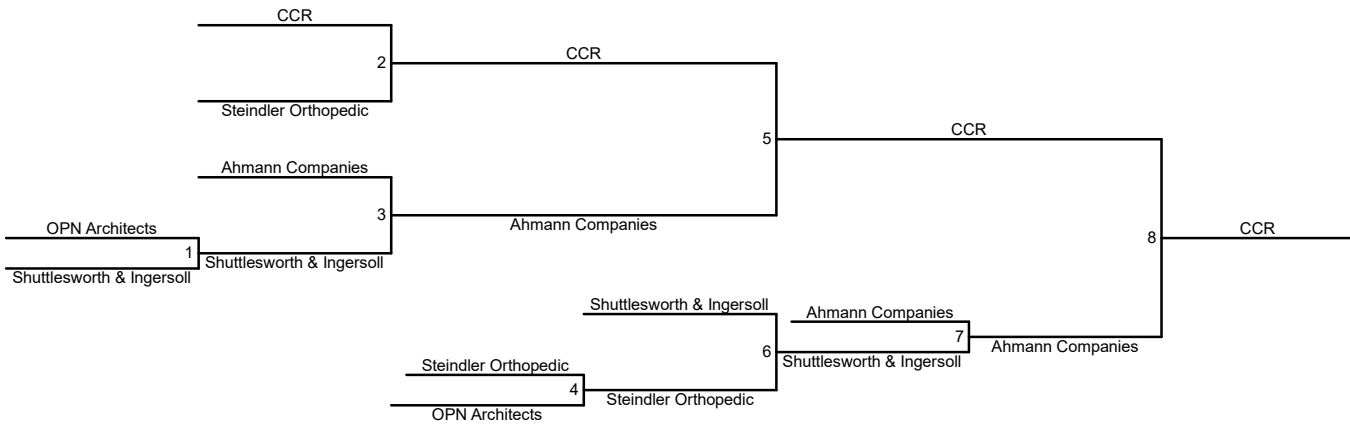 CCR
2
CCR
Steindler Orthopedic
5
CCR
Ahmann Companies
3
Ahmann Companies
OPN Architects
1
Shuttlesworth & Ingersoll
Shuttlesworth & Ingersoll
8
CCR
Shuttlesworth & Ingersoll
Ahmann Companies
7
Ahmann Companies
6
Shuttlesworth & Ingersoll
Steindler Orthopedic
4
Steindler Orthopedic
OPN Architects